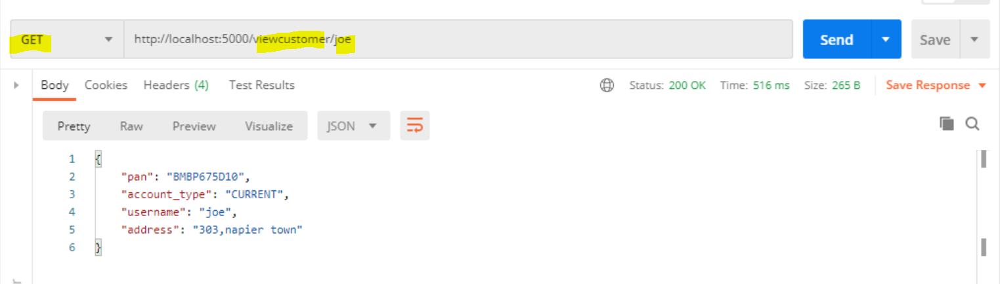 GET http://localhost:5000/viewcustomer/joe Send Save
Body Cookies Headers (4) Test Results Status: 200 OK Time: 516 ms Size: 265 B Save Response
Pretty Raw Preview Visualize JSON
1 {
2 "pan": "BMBP675D10",
3 "account_type": "CURRENT",
4 "username": "joe",
5 "address": "303,napier town"
6 }